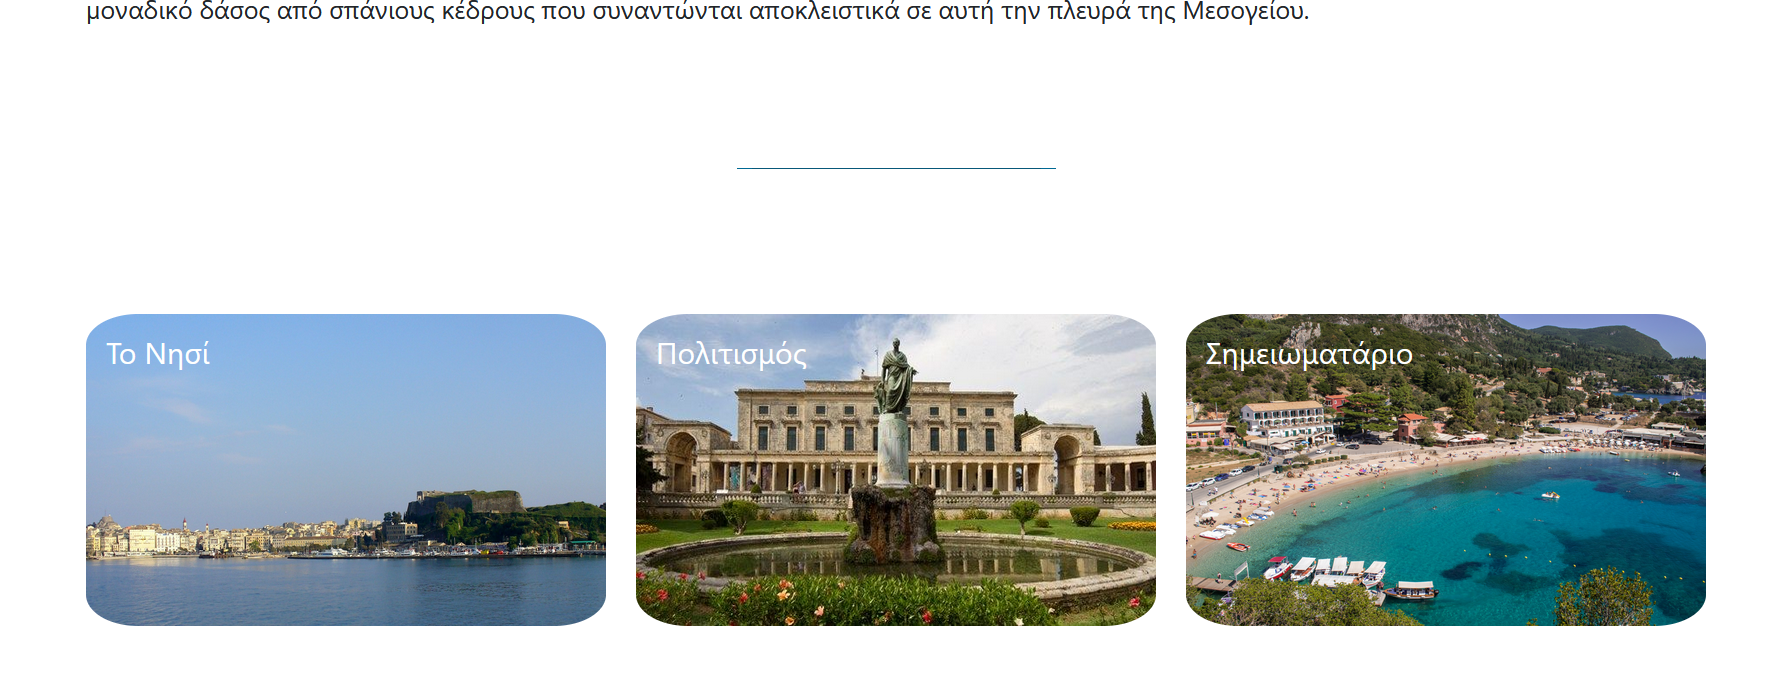 μοναδικό δάσος από σπάνιους κέδρους που συναντώνται αποκλειστικά σε αυτή την πλευρά της Μεσογείου.
Το Νησί
Πολιτισμός
Σημειωματάριο